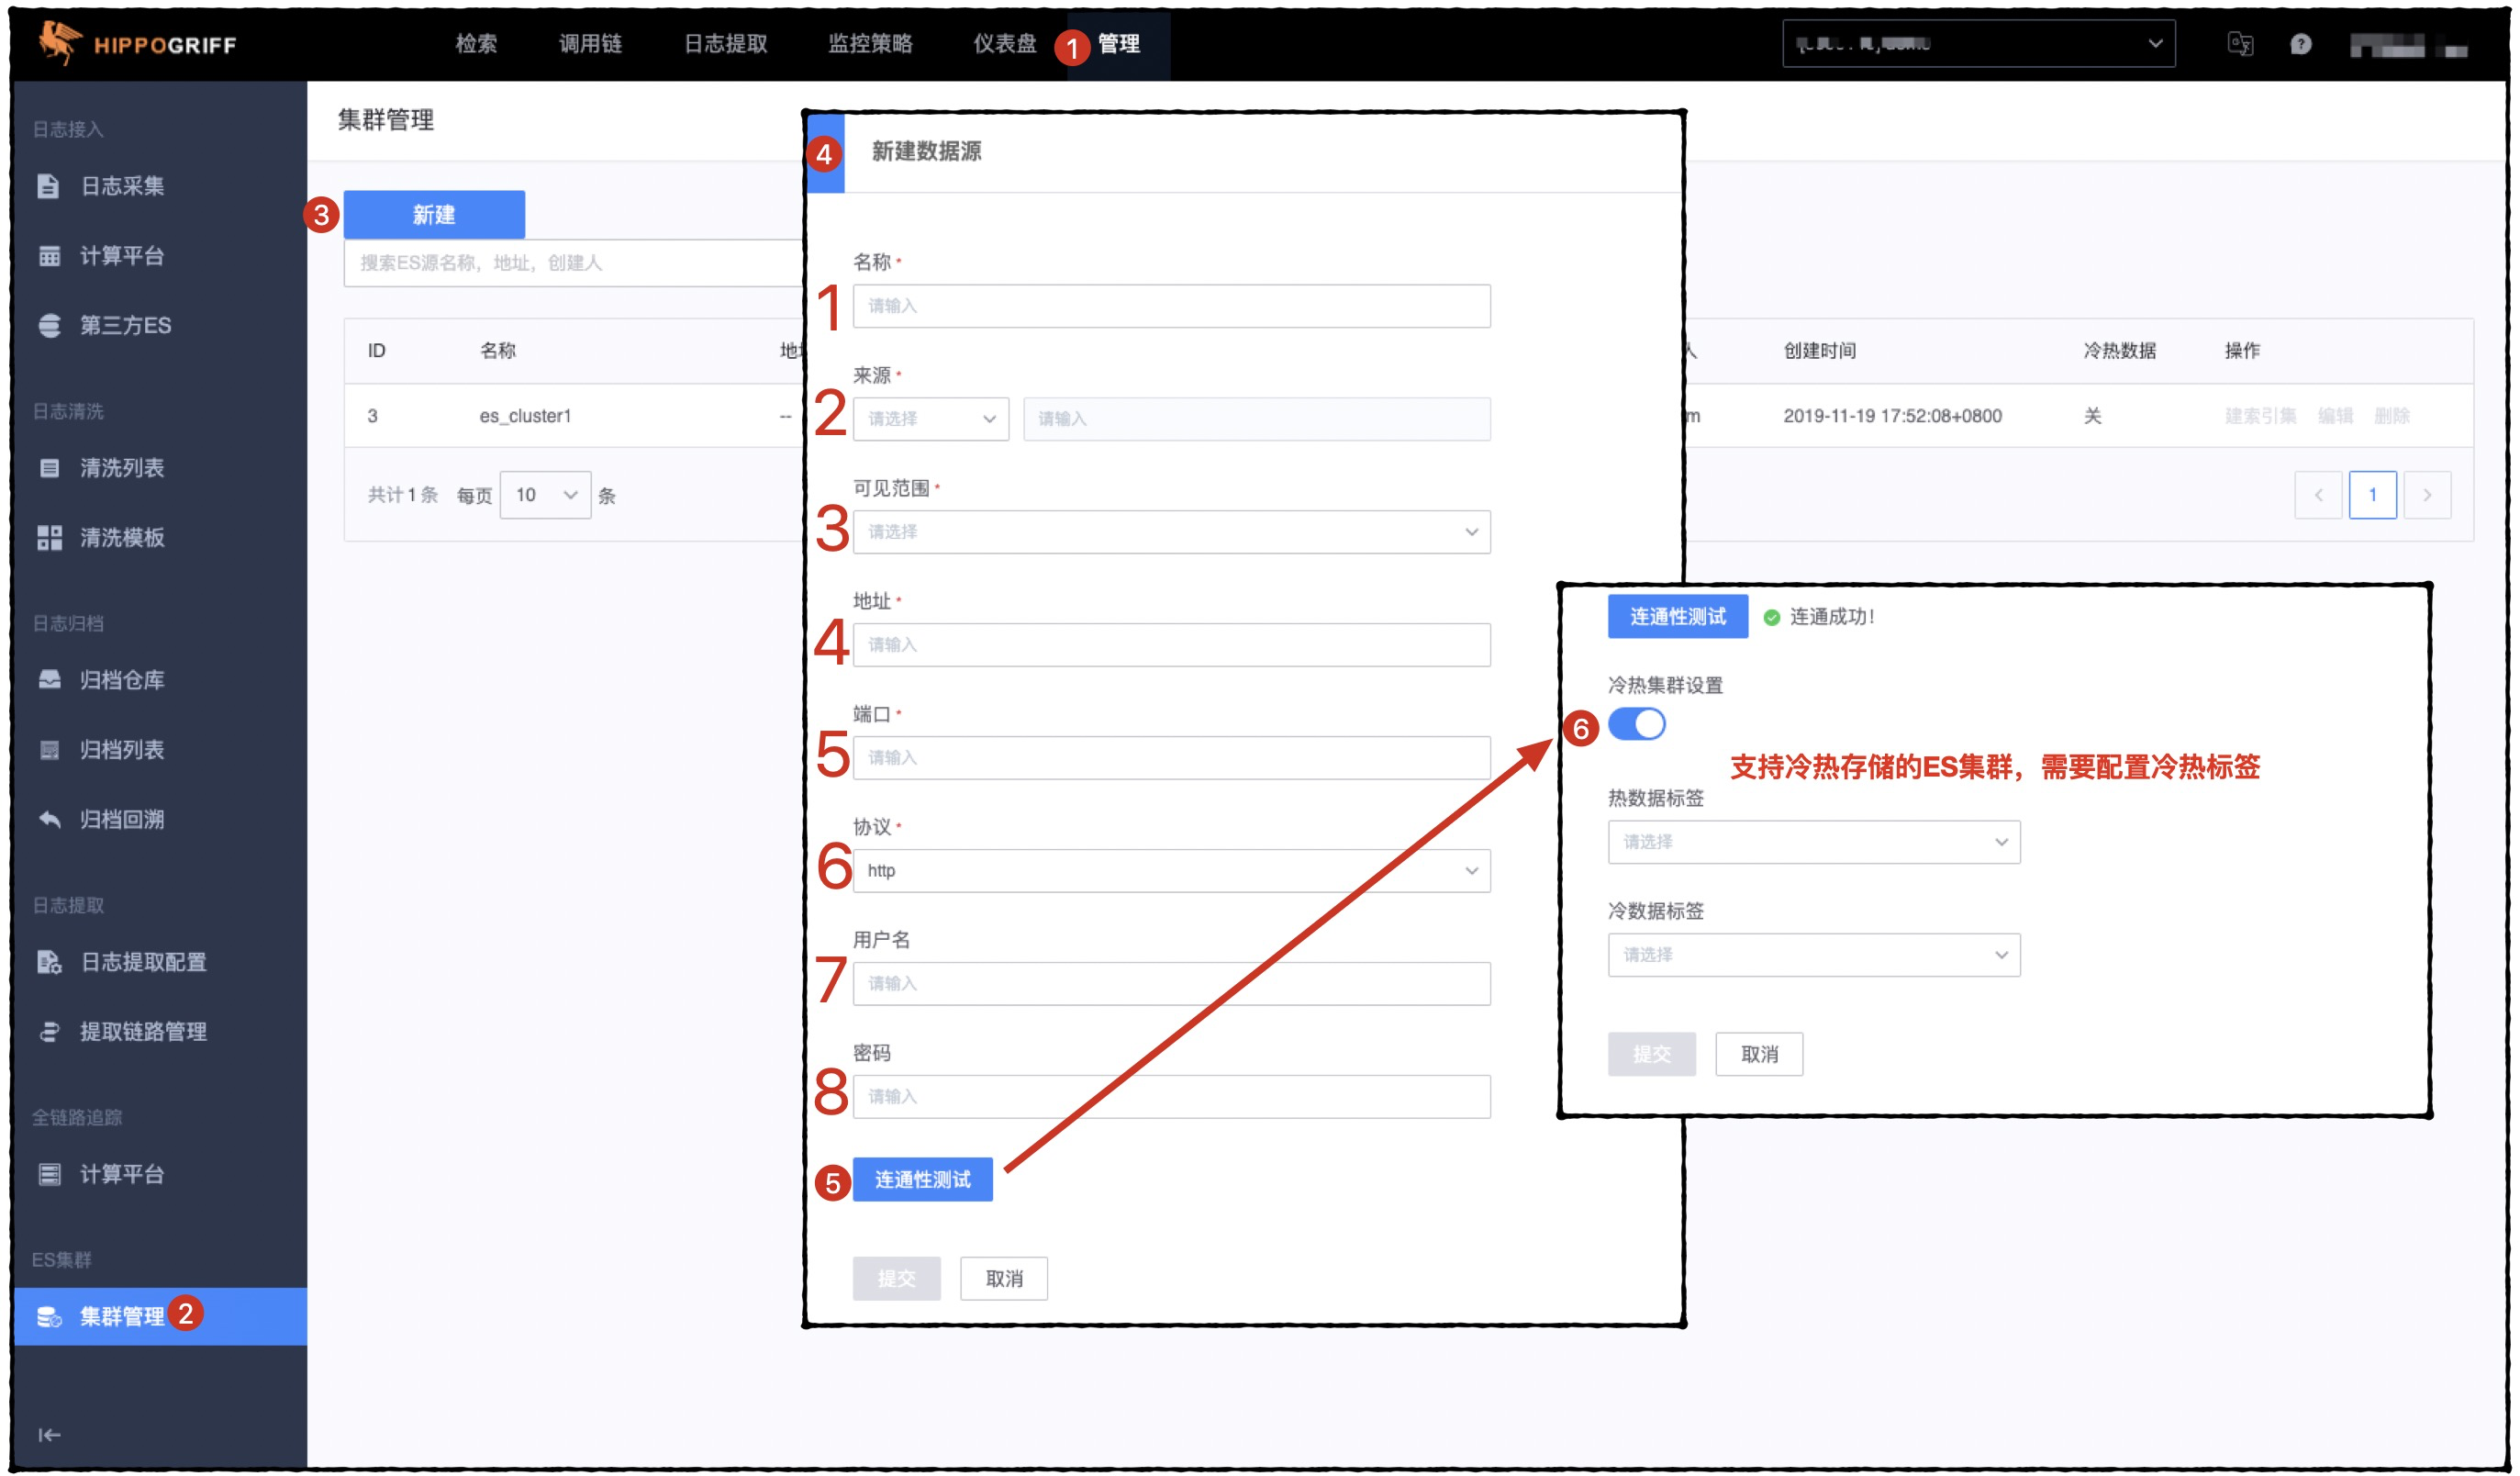 HIPPOGRIFF
检索
调用链
日志提取
监控策略
仪表盘
1
管理
日志接入
日志采集
计算平台
第三方ES
日志清洗
清洗列表
清洗模板
日志归档
归档仓库
归档列表
归档回溯
日志提取
日志提取配置
提取链路管理
全链路追踪
计算平台
ES集群
集群管理 2
集群管理
3 新建
搜索ES源名称, 地址, 创建人
ID 名称 创建时间 冷热数据 操作
3 es_cluster1 -- m 2019-11-19 17:52:08+0800 关 建索引集 编辑 删除
共计 1 条 每页 10 条
1
4 新建数据源
名称 *
1 请输入
来源 *
2 请选择 请输入
可见范围 *
3 请选择
地址 *
4 请输入
端口 *
5 请输入
协议 *
6 http
用户名
7 请输入
密码
8 请输入
5 连通性测试
提交 取消
连通性测试 连通成功!
冷热集群设置
6
支持冷热存储的ES集群，需要配置冷热标签
热数据标签
请选择
冷数据标签
请选择
提交 取消